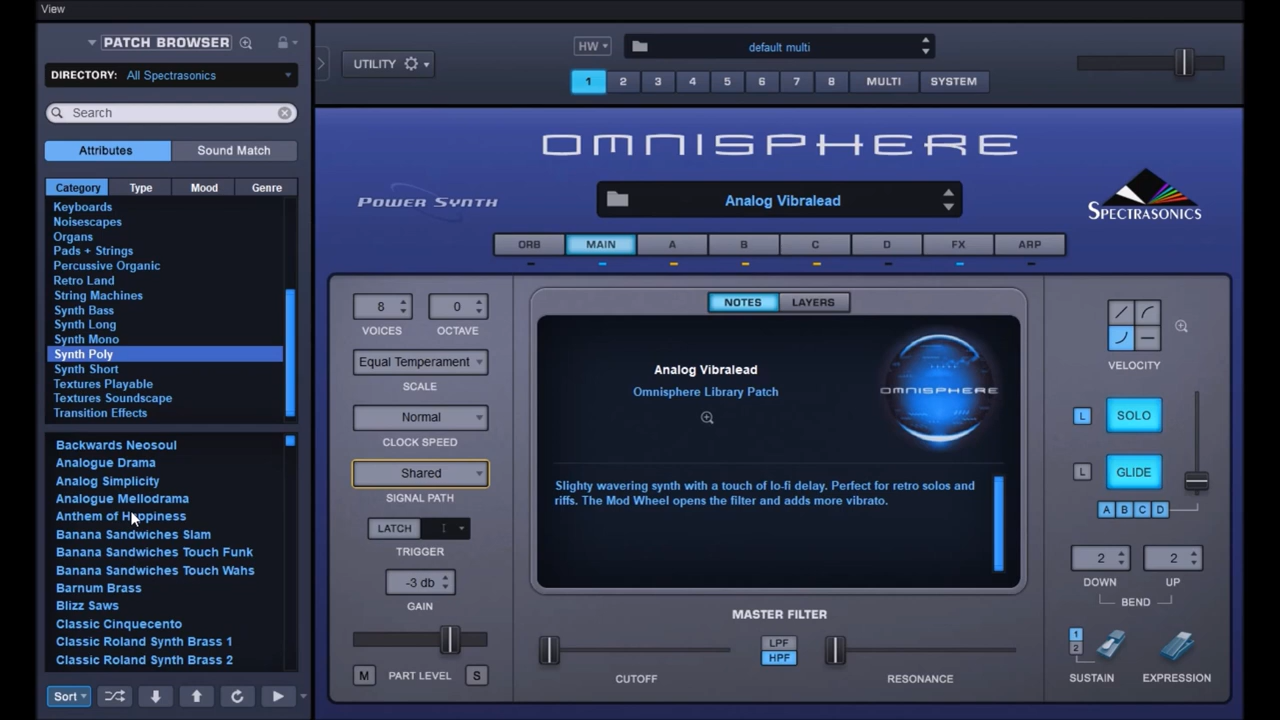 View
PATCH BROWSER
DIRECTORY: All Spectrasonics
Search
Attributes
Sound Match
Category
Type
Mood
Genre
Keyboards
Noisescapes
Organs
Pads + Strings
Percussive Organic
Retro Land
String Machines
Synth Bass
Synth Long
Synth Mono
Synth Poly
Synth Short
Textures Playable
Textures Soundscape
Transition Effects
Backwards Neosoul
Analogue Drama
Analog Simplicity
Analogue Mellodrama
Anthem of Happiness
Banana Sandwiches Slam
Banana Sandwiches Touch Funk
Banana Sandwiches Touch Wahs
Barnum Brass
Blizz Saws
Classic Cinquecento
Classic Roland Synth Brass 1
Classic Roland Synth Brass 2
Sort
UTILITY
HW
default multi
1 2 3 4 5 6 7 8 MULTI SYSTEM
OMNISPHERE
POWER SYNTH
Analog Vibralead
SPECTRASONICS
ORB MAIN A B C D FX ARP
8
VOICES
0
OCTAVE
Equal Temperament
SCALE
Normal
CLOCK SPEED
Shared
SIGNAL PATH
LATCH
TRIGGER
-3 db
GAIN
M PART LEVEL S
NOTES LAYERS
Analog Vibralead
Omnisphere Library Patch
OMNISPHERE
Slighty wavering synth with a touch of lo-fi delay. Perfect for retro solos and
riffs. The Mod Wheel opens the filter and adds more vibrato.
MASTER FILTER
LPF
HPF
CUTOFF
RESONANCE
VELOCITY
L SOLO
L GLIDE
A B C D
2
DOWN
2
UP
BEND
1
2
SUSTAIN
EXPRESSION